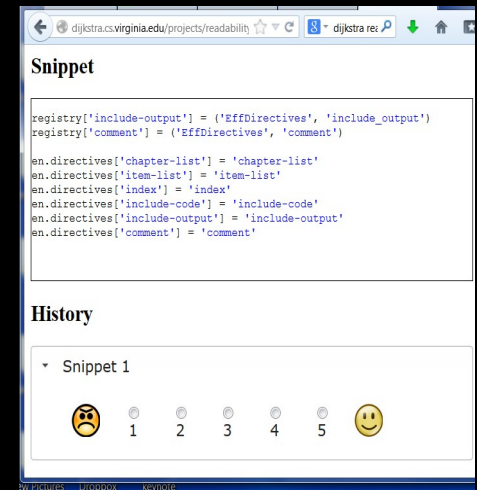 dijkstra.cs.virginia.edu/projects/readability
dijkstra rea
Snippet
registry['include-output'] = ('EffDirectives', 'include_output')
registry['comment'] = ('EffDirectives', 'comment')
en.directives['chapter-list'] = 'chapter-list'
en.directives['item-list'] = 'item-list'
en.directives['index'] = 'index'
en.directives['include-code'] = 'include-code'
en.directives['include-output'] = 'include-output'
en.directives['comment'] = 'comment'
History
Snippet 1
1 2 3 4 5
ew Pictures Dropbox keynote